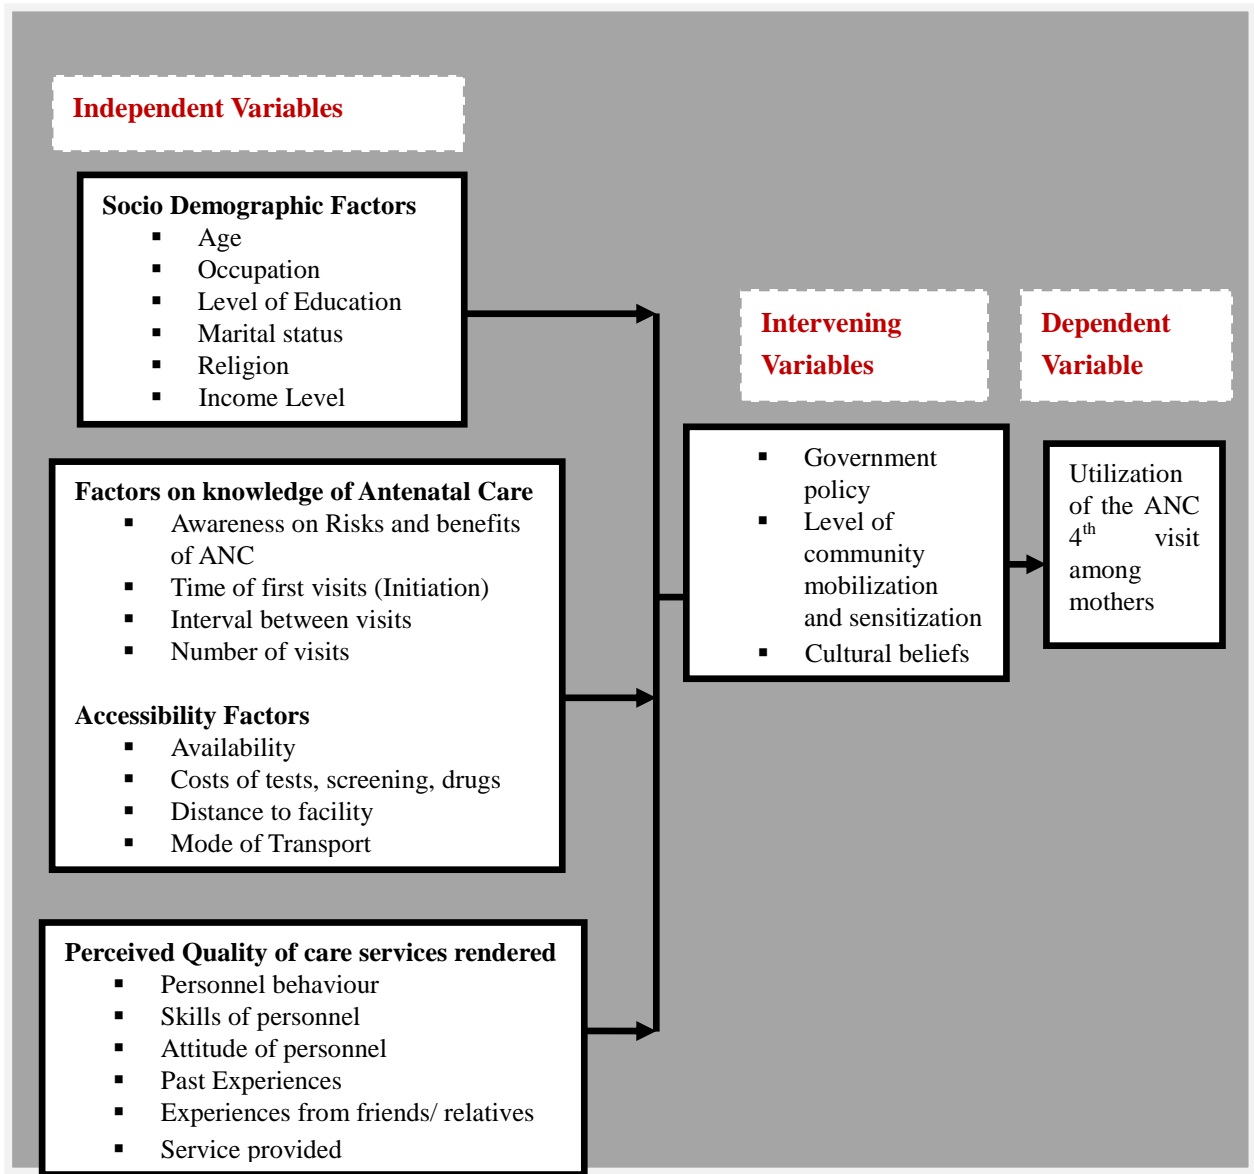 Independent Variables
Socio Demographic Factors
▪ Age
▪ Occupation
▪ Level of Education
▪ Marital status
▪ Religion
▪ Income Level
Factors on knowledge of Antenatal Care
▪ Awareness on Risks and benefits
of ANC
▪ Time of first visits (Initiation)
▪ Interval between visits
▪ Number of visits
Accessibility Factors
▪ Availability
▪ Costs of tests, screening, drugs
▪ Distance to facility
▪ Mode of Transport
Perceived Quality of care services rendered
▪ Personnel behaviour
▪ Skills of personnel
▪ Attitude of personnel
▪ Past Experiences
▪ Experiences from friends/ relatives
▪ Service provided
Intervening
Variables
▪ Government
policy
▪ Level of
community
mobilization
and sensitization
▪ Cultural beliefs
Dependent
Variable
Utilization
of the ANC
4th visit
among
mothers